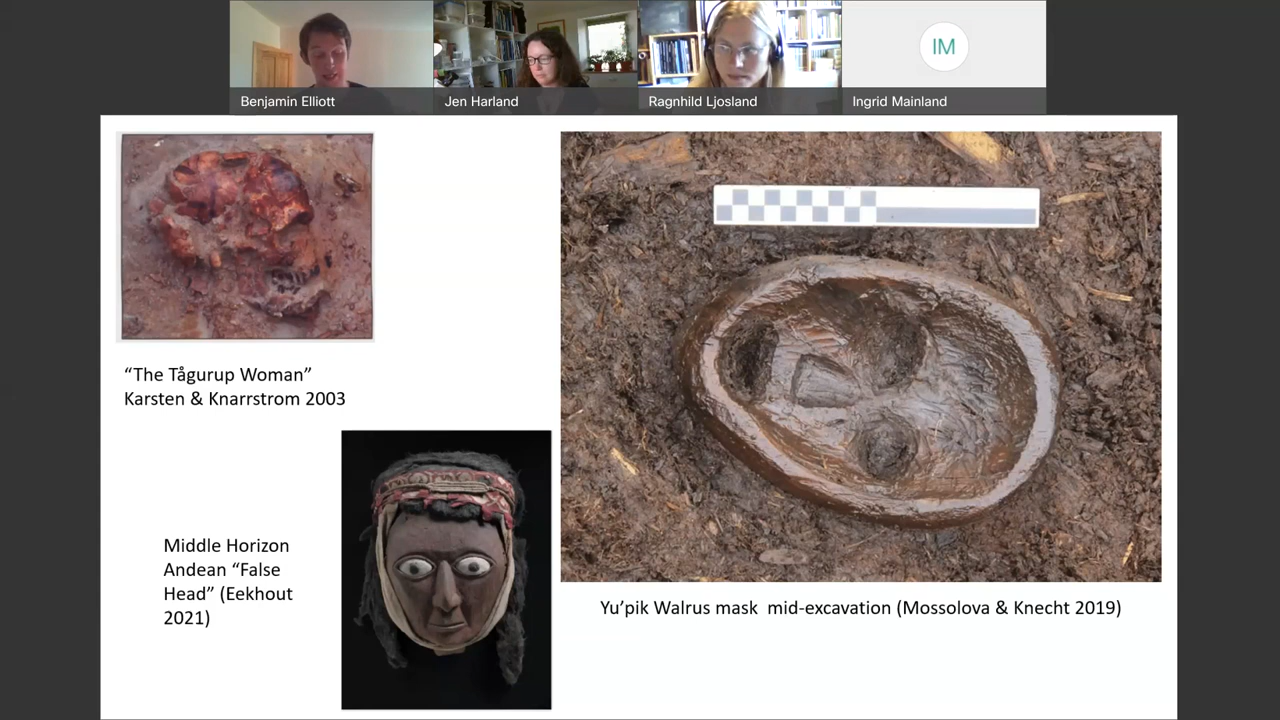 Benjamin Elliott
Jen Harland
Ragnhild Ljosland
IM
Ingrid Mainland
“The Tågurup Woman”
Karsten & Knarrstrom 2003
Middle Horizon
Andean “False
Head” (Eekhout
2021)
Yu’pik Walrus mask  mid-excavation (Mossolova & Knecht 2019)